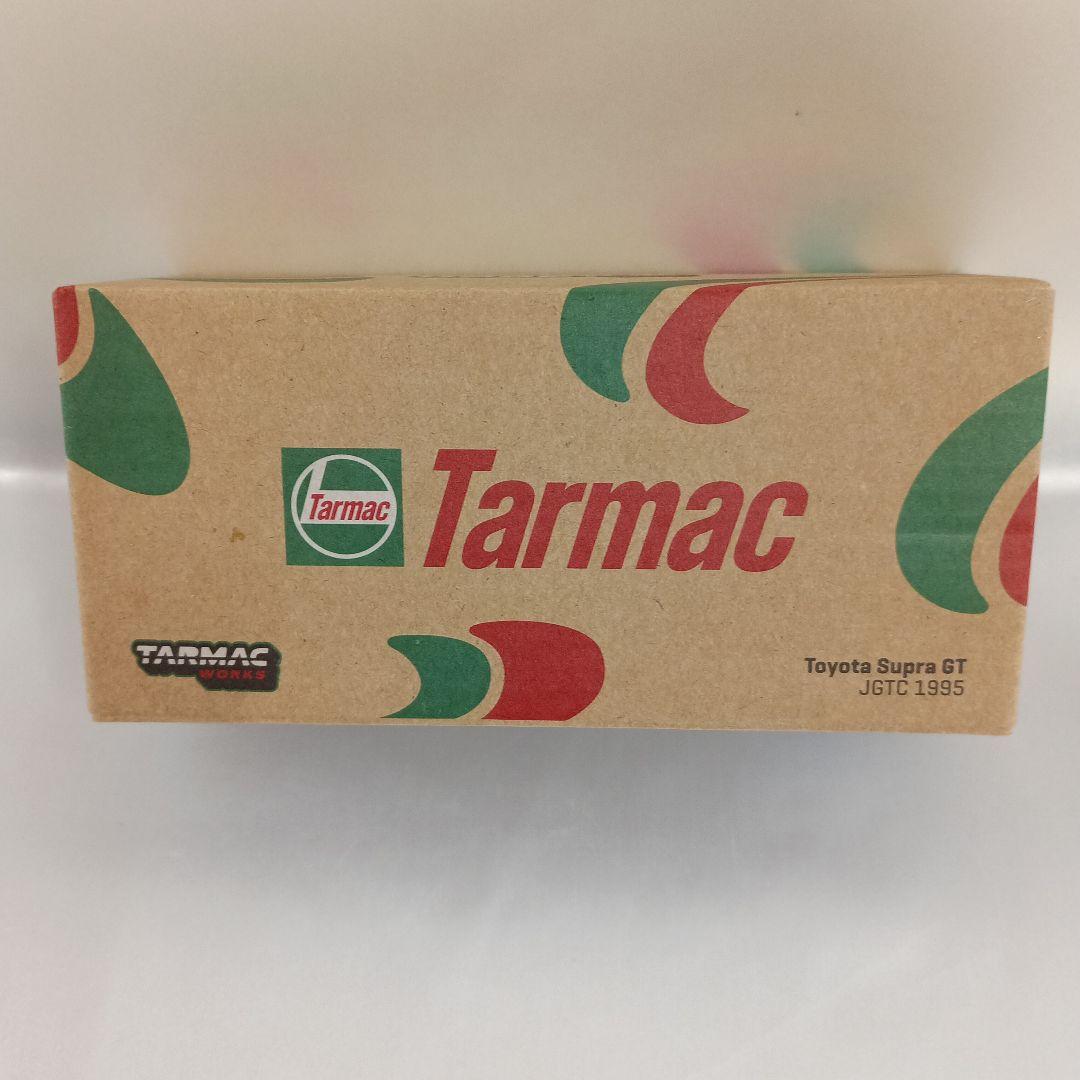 Tarmac
Tarmac
TARMAC
WORKS
Toyota Supra GT
JGTC 1995